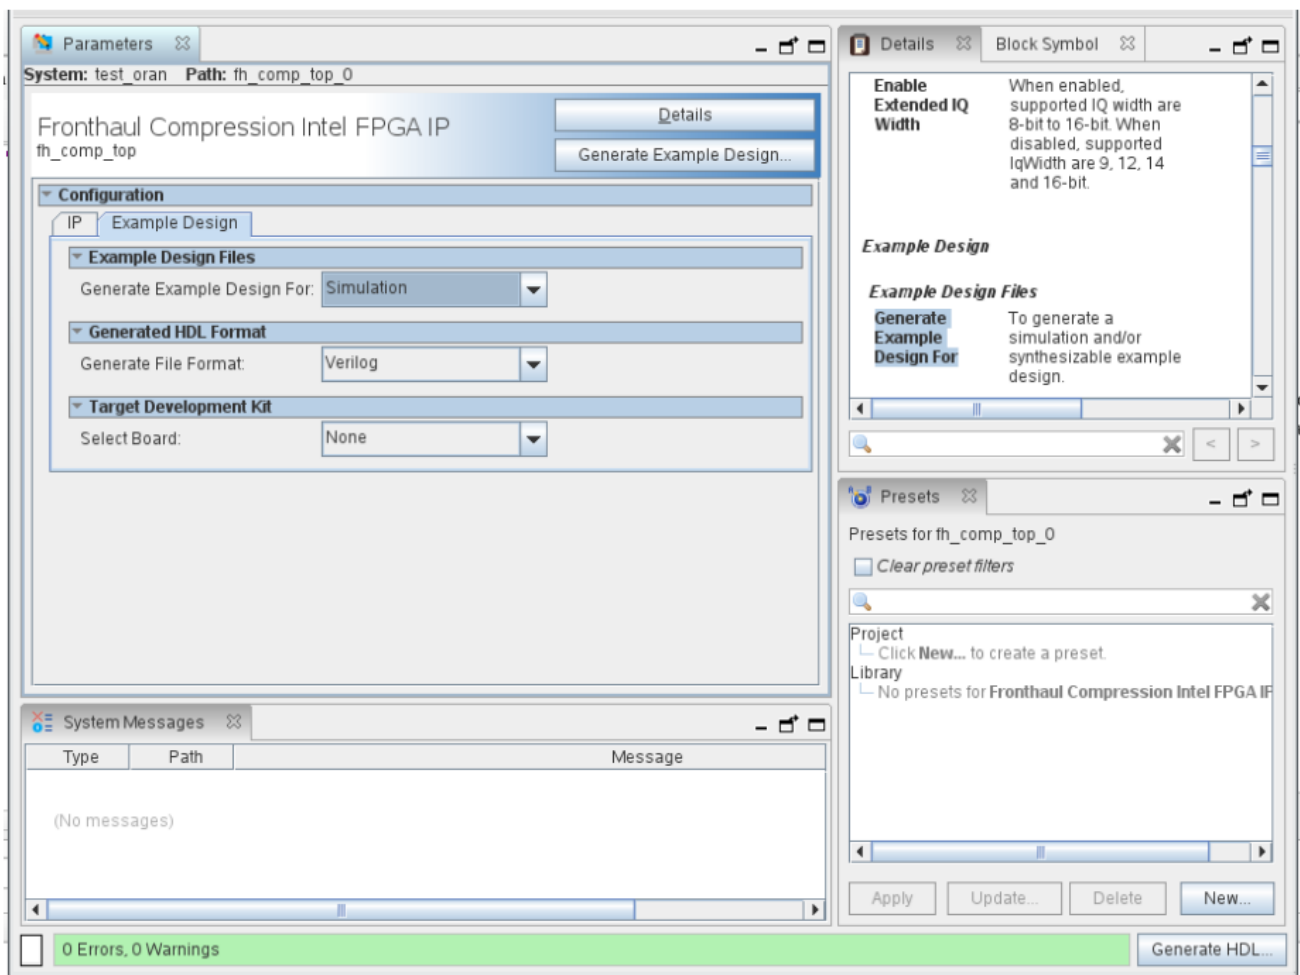 Parameters
System: test_oran Path: fh_comp_top_0
Fronthaul Compression Intel FPGA IP
fh_comp_top
Details
Generate Example Design...
Configuration
IP
Example Design
Example Design Files
Generate Example Design For:
Simulation
Generated HDL Format
Generate File Format:
Verilog
Target Development Kit
Select Board:
None
System Messages
Type
Path
Message
(No messages)
0 Errors, 0 Warnings
Details
Block Symbol
Enable
Extended IQ
Width
When enabled,
supported IQ width are
8-bit to 16-bit. When
disabled, supported
IqWidth are 9, 12, 14
and 16-bit.
Example Design
Example Design Files
Generate
Example
Design For
To generate a
simulation and/or
synthesizable example
design.
<
>
Presets
Presets for fh_comp_top_0
Clear preset filters
Project
Click New... to create a preset.
Library
No presets for Fronthaul Compression Intel FPGA IP
Apply
Update...
Delete
New...
Generate HDL...